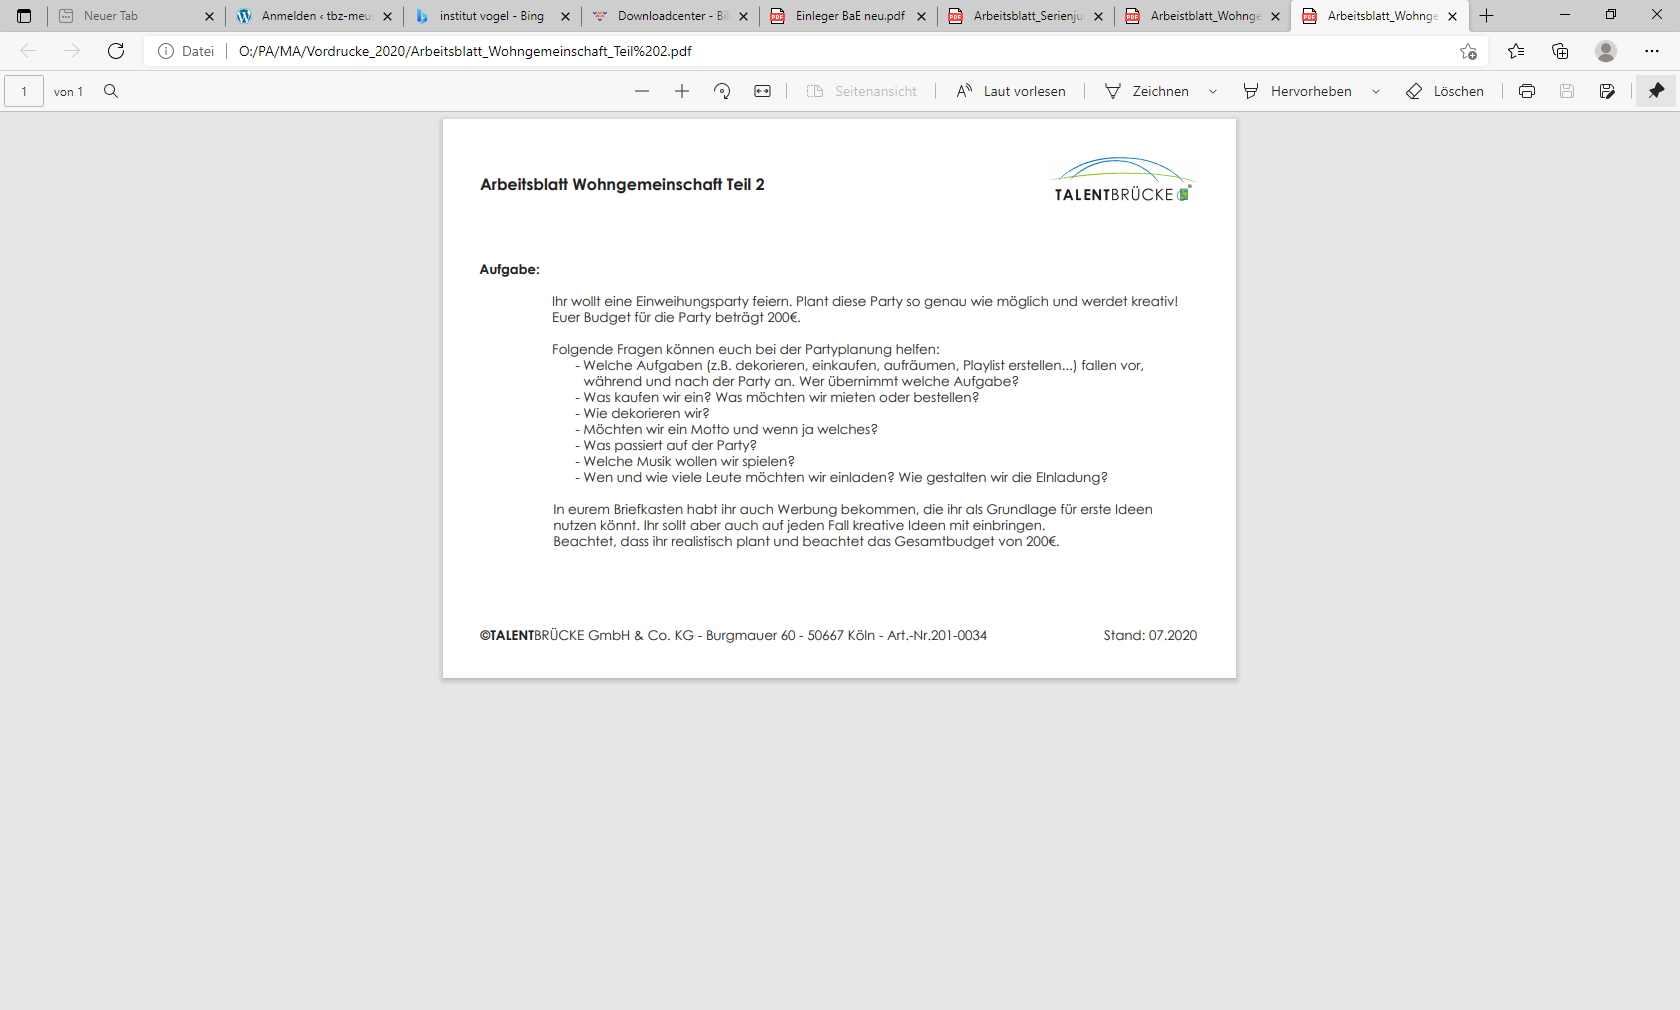 Neuer Tab
Anmelden ‹ tbz-meu
institut vogel - Bing
Downloadcenter - Bil
Einleger BaE neu.pdf
Arbeitsblatt_Serienju
Arbeistblatt_Wohnge
Arbeitsblatt_Wohnge
Datei
O:/PA/MA/Vordrucke_2020/Arbeitsblatt_Wohngemeinschaft_Teil%202.pdf
1 von 1
Seitenansicht
Laut vorlesen
Zeichnen
Hervorheben
Löschen
Arbeitsblatt Wohngemeinschaft Teil 2
TALENTBRÜCKE
Aufgabe:
Ihr wollt eine Einweihungsparty feiern. Plant diese Party so genau wie möglich und werdet kreativ!
Euer Budget für die Party beträgt 200€.
Folgende Fragen können euch bei der Partyplanung helfen:
- Welche Aufgaben (z.B. dekorieren, einkaufen, aufräumen, Playlist erstellen...) fallen vor,
während und nach der Party an. Wer übernimmt welche Aufgabe?
- Was kaufen wir ein? Was möchten wir mieten oder bestellen?
- Wie dekorieren wir?
- Möchten wir ein Motto und wenn ja welches?
- Was passiert auf der Party?
- Welche Musik wollen wir spielen?
- Wen und wie viele Leute möchten wir einladen? Wie gestalten wir die EInladung?
In eurem Briefkasten habt ihr auch Werbung bekommen, die ihr als Grundlage für erste Ideen
nutzen könnt. Ihr sollt aber auch auf jeden Fall kreative Ideen mit einbringen.
Beachtet, dass ihr realistisch plant und beachtet das Gesamtbudget von 200€.
©TALENTBRÜCKE GmbH & Co. KG - Burgmauer 60 - 50667 Köln - Art.-Nr.201-0034
Stand: 07.2020